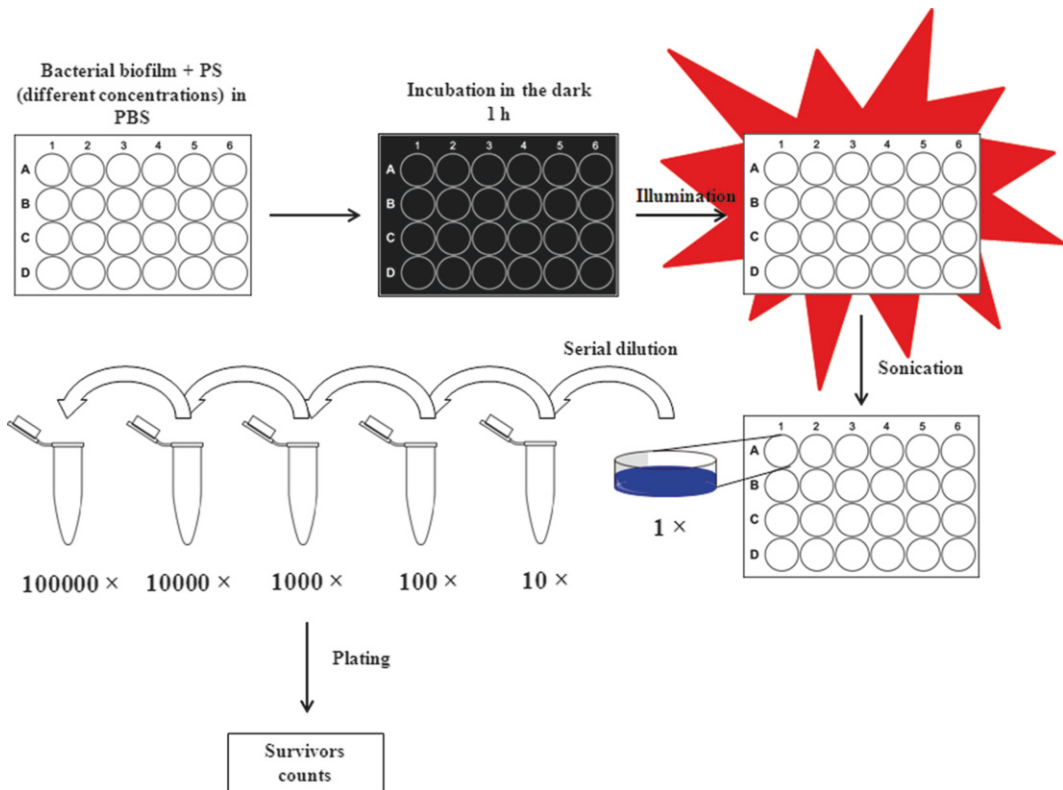 Bacterial biofilm + PS
(different concentrations) in
PBS
1 2 3 4 5 6
A
B
C
D
Incubation in the dark
1 h
1 2 3 4 5 6
A
B
C
D
Illumination
1 2 3 4 5 6
A
B
C
D
Sonication
1 2 3 4 5 6
A
B
C
D
Serial dilution
1 ×
10 ×
100 ×
1000 ×
10000 ×
100000 ×
Plating
Survivors
counts